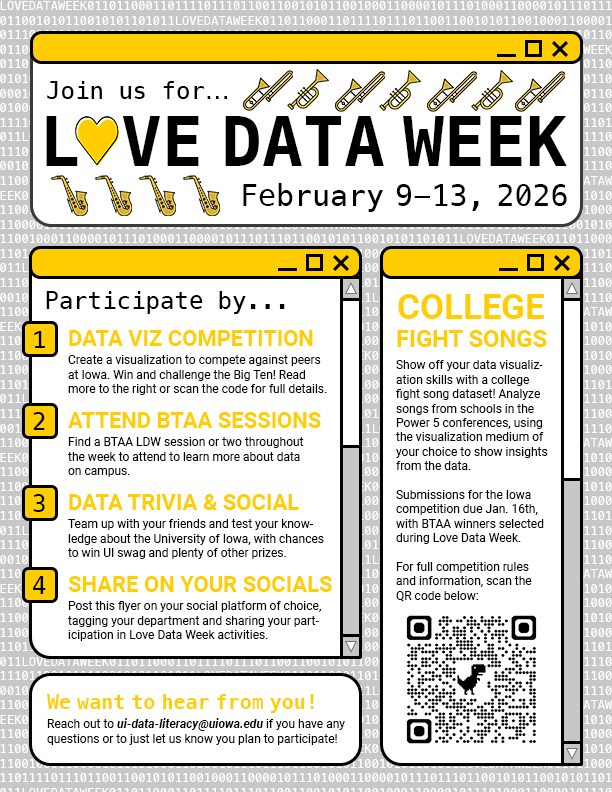 Join us for...
LOVE DATA WEEK
February 9–13, 2026
Participate by...
1
DATA VIZ COMPETITION
Create a visualization to compete against peers
at Iowa. Win and challenge the Big Ten! Read
more to the right or scan the code for full details.
2
ATTEND BTAA SESSIONS
Find a BTAA LDW session or two throughout
the week to attend to learn more about data
on campus.
3
DATA TRIVIA & SOCIAL
Team up with your friends and test your know-
ledge about the University of Iowa, with chances
to win UI swag and plenty of other prizes.
4
SHARE ON YOUR SOCIALS
Post this flyer on your social platform of choice,
tagging your department and sharing your part-
icipation in Love Data Week activities.
We want to hear from you!
Reach out to ui-data-literacy@uiowa.edu if you have any
questions or to just let us know you plan to participate!
COLLEGE
FIGHT SONGS
Show off your data visualiz-
ation skills with a college
fight song dataset! Analyze
songs from schools in the
Power 5 conferences, using
the visualization medium of
your choice to show insights
from the data.
Submissions for the Iowa
competition due Jan. 16th,
with BTAA winners selected
during Love Data Week.
For full competition rules
and information, scan the
QR code below: